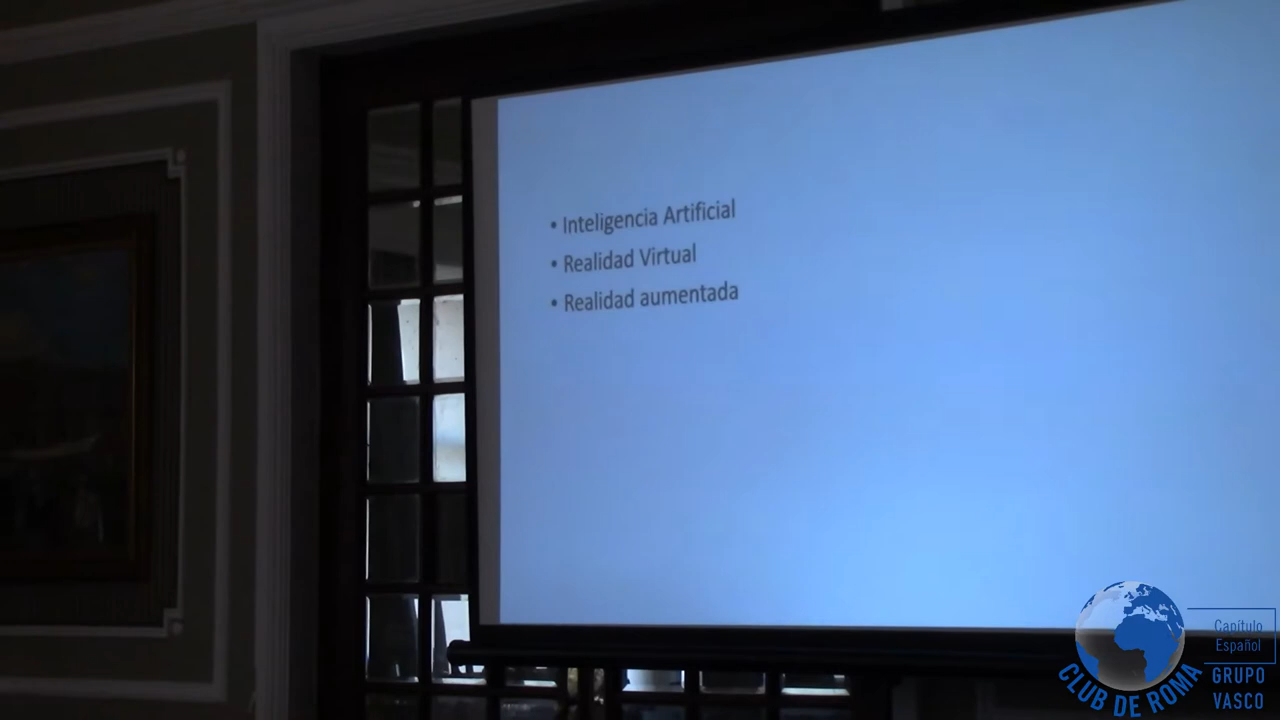 • Inteligencia Artificial
• Realidad Virtual
• Realidad aumentada
Capítulo
Español
GRUPO
VASCO
CLUB DE ROMA